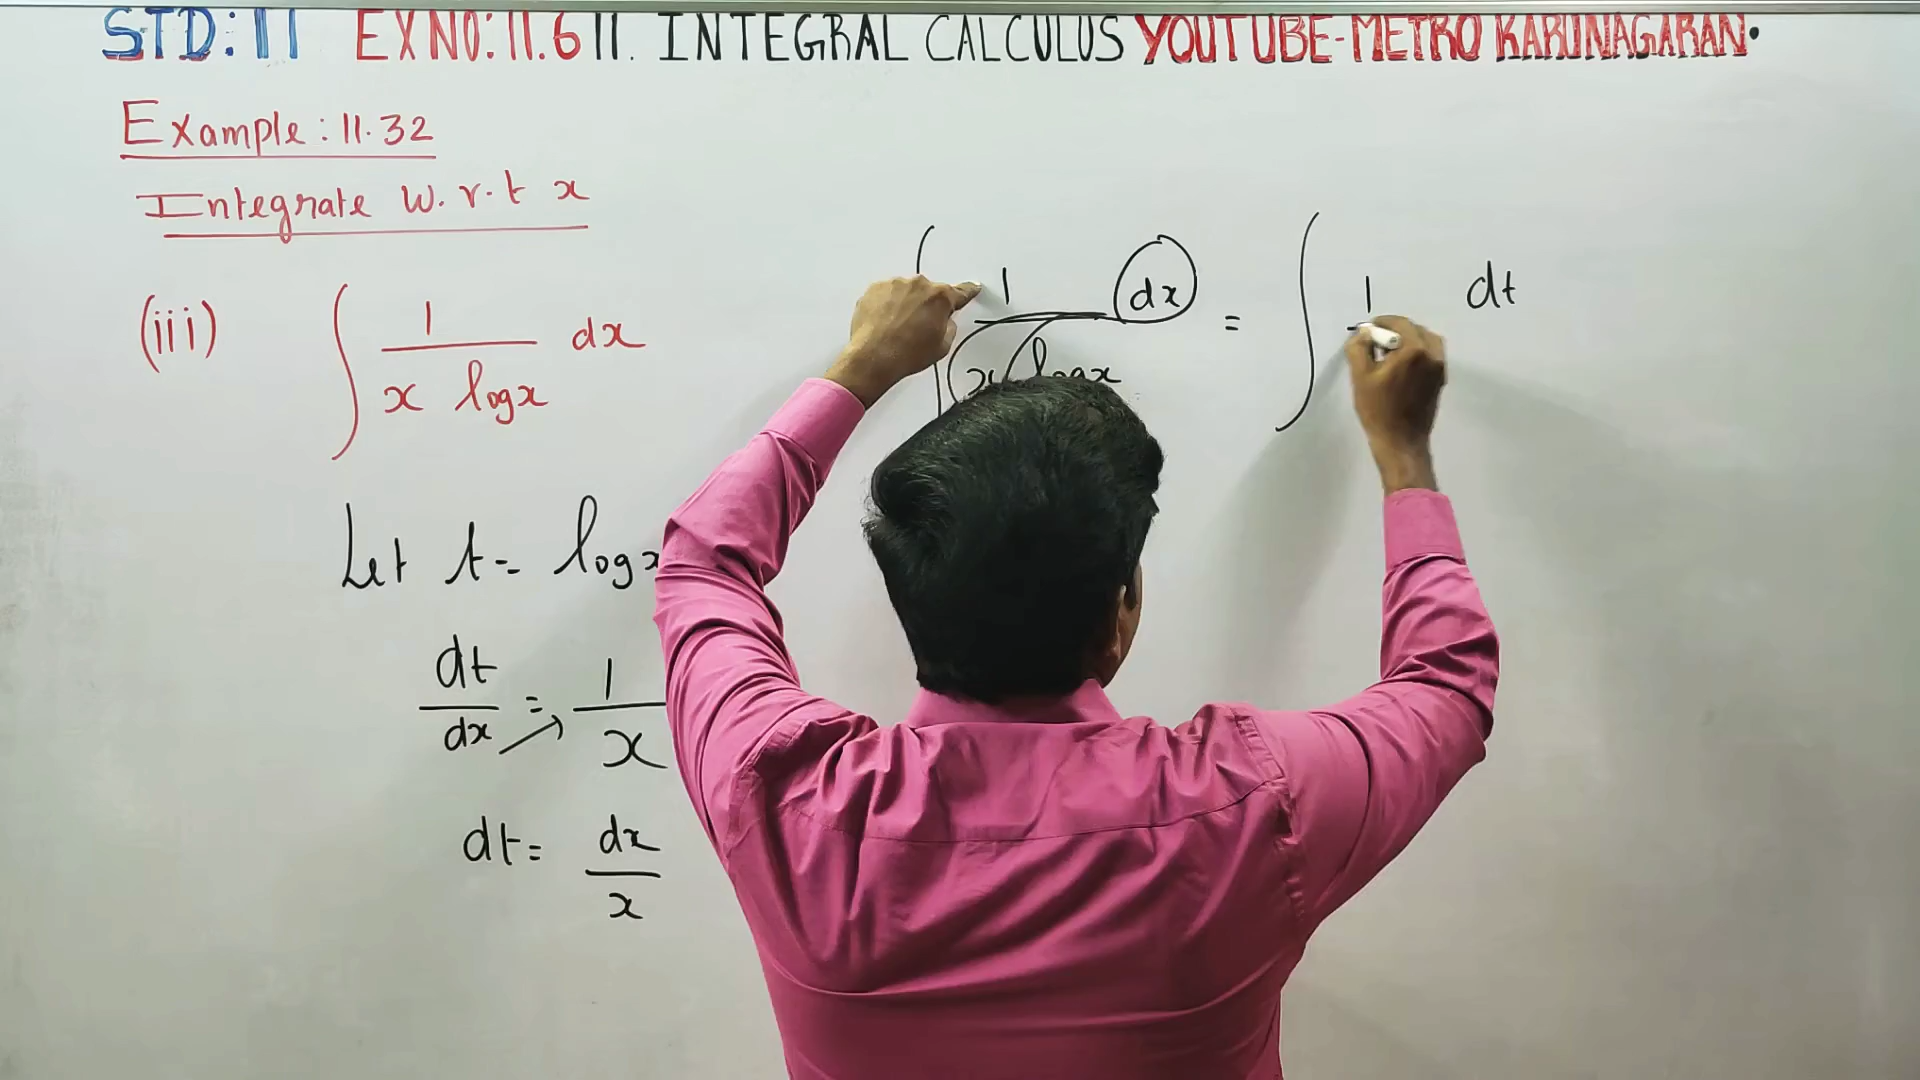 STD: 11 EX NO: 11.6 11. INTEGRAL CALCULUS YOUTUBE-METRO KARUNAGARAN.
Example: 11.32
Integrate w.r.t x
(iii) ∫ 1/(x log x) dx
∫ 1/(x log x) dx = ∫ 1 dt
Let t = log x
dt/dx = 1/x
dt = dx/x